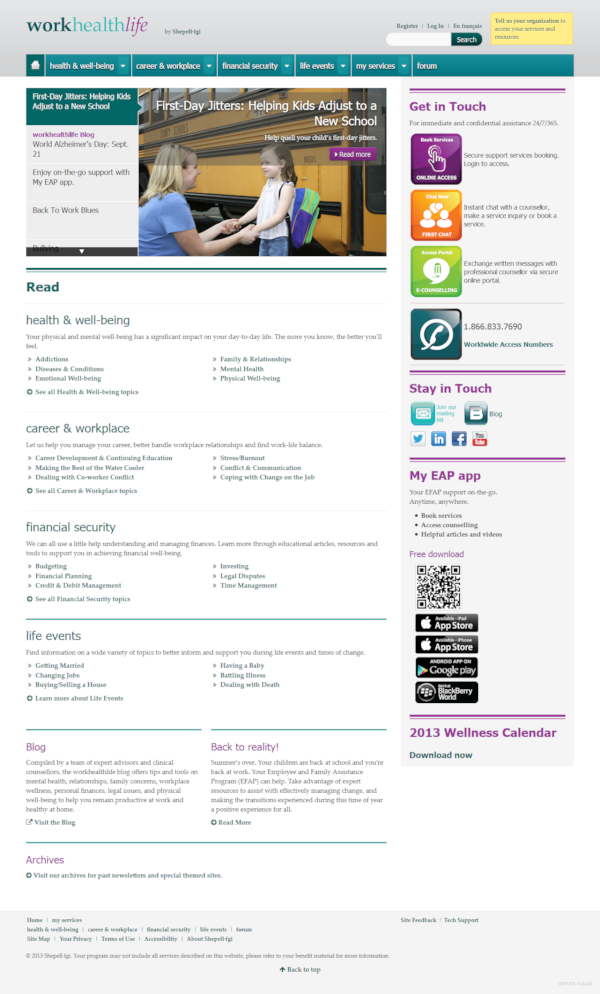 workhealthlife by Shepell·fgi
Register | Log In | En français
Search
Tell us your organization to
access your services and
resources.
health & well-being
career & workplace
financial security
life events
my services
forum
First-Day Jitters: Helping Kids
Adjust to a New School
workhealthlife Blog
World Alzheimer's Day: Sept.
21
Enjoy on-the-go support with
My EAP app.
Back To Work Blues
Bullying
First-Day Jitters: Helping Kids Adjust to a
New School
Help quell your child's first-day jitters.
Read more
Read
health & well-being
Your physical and mental well-being has a significant impact on your day-to-day life. The more you know, the better you'll
feel.
» Addictions
» Diseases & Conditions
» Emotional Well-being
» Family & Relationships
» Mental Health
» Physical Well-being
See all Health & Well-being topics
career & workplace
Let us help you manage your career, better handle workplace relationships and find work-life balance.
» Career Development & Continuing Education
» Making the Best of the Water Cooler
» Dealing with Co-worker Conflict
» Stress/Burnout
» Conflict & Communication
» Coping with Change on the Job
See all Career & Workplace topics
financial security
We can all use a little help understanding and managing finances. Learn more through educational articles, resources and
tools to support you in achieving financial well-being.
» Budgeting
» Financial Planning
» Credit & Debit Management
» Investing
» Legal Disputes
» Time Management
See all Financial Security topics
life events
Find information on a wide variety of topics to better inform and support you during life events and times of change.
» Getting Married
» Changing Jobs
» Buying/Selling a House
» Having a Baby
» Battling Illness
» Dealing with Death
Learn more about Life Events
Blog
Compiled by a team of expert advisors and clinical
counsellors, the workhealthlife blog offers tips and tools on
mental health, relationships, family concerns, workplace
wellness, personal finances, legal issues, and physical
well-being to help you remain productive at work and
healthy at home.
Visit the Blog
Back to reality!
Summer's over. Your children are back at school and you're
back at work. Your Employee and Family Assistance
Program (EFAP) can help. Take advantage of expert
resources to assist with effectively managing change, and
making the transitions experienced during this time of year
a positive experience for all.
Read More
Archives
Visit our archives for past newsletters and special themed sites.
Get in Touch
For immediate and confidential assistance 24/7/365.
Book Services
ONLINE ACCESS
Secure support services booking.
Login to access.
Chat Now
FIRST CHAT
Instant chat with a counsellor,
make a service inquiry or book a
service.
Access Portal
E-COUNSELLING
Exchange written messages with
professional counsellor via secure
online portal.
1.866.833.7690
Worldwide Access Numbers
Stay in Touch
Join our
mailing
list
Blog
You Tube
My EAP app
Your EFAP support on-the-go.
Anytime, anywhere.
• Book services
• Access counselling
• Helpful articles and videos
Free download
Available - iPad
App Store
Available - iPhone
App Store
ANDROID APP ON
Google play
BlackBerry
World
2013 Wellness Calendar
Download now
Home | my services
health & well-being | career & workplace | financial security | life events | forum
Site Map | Your Privacy | Terms of Use | Accessibility | About Shepell·fgi
Site Feedback | Tech Support
© 2013 Shepell·fgi. Your program may not include all services described on this website, please refer to your benefit material for more information.
Back to top